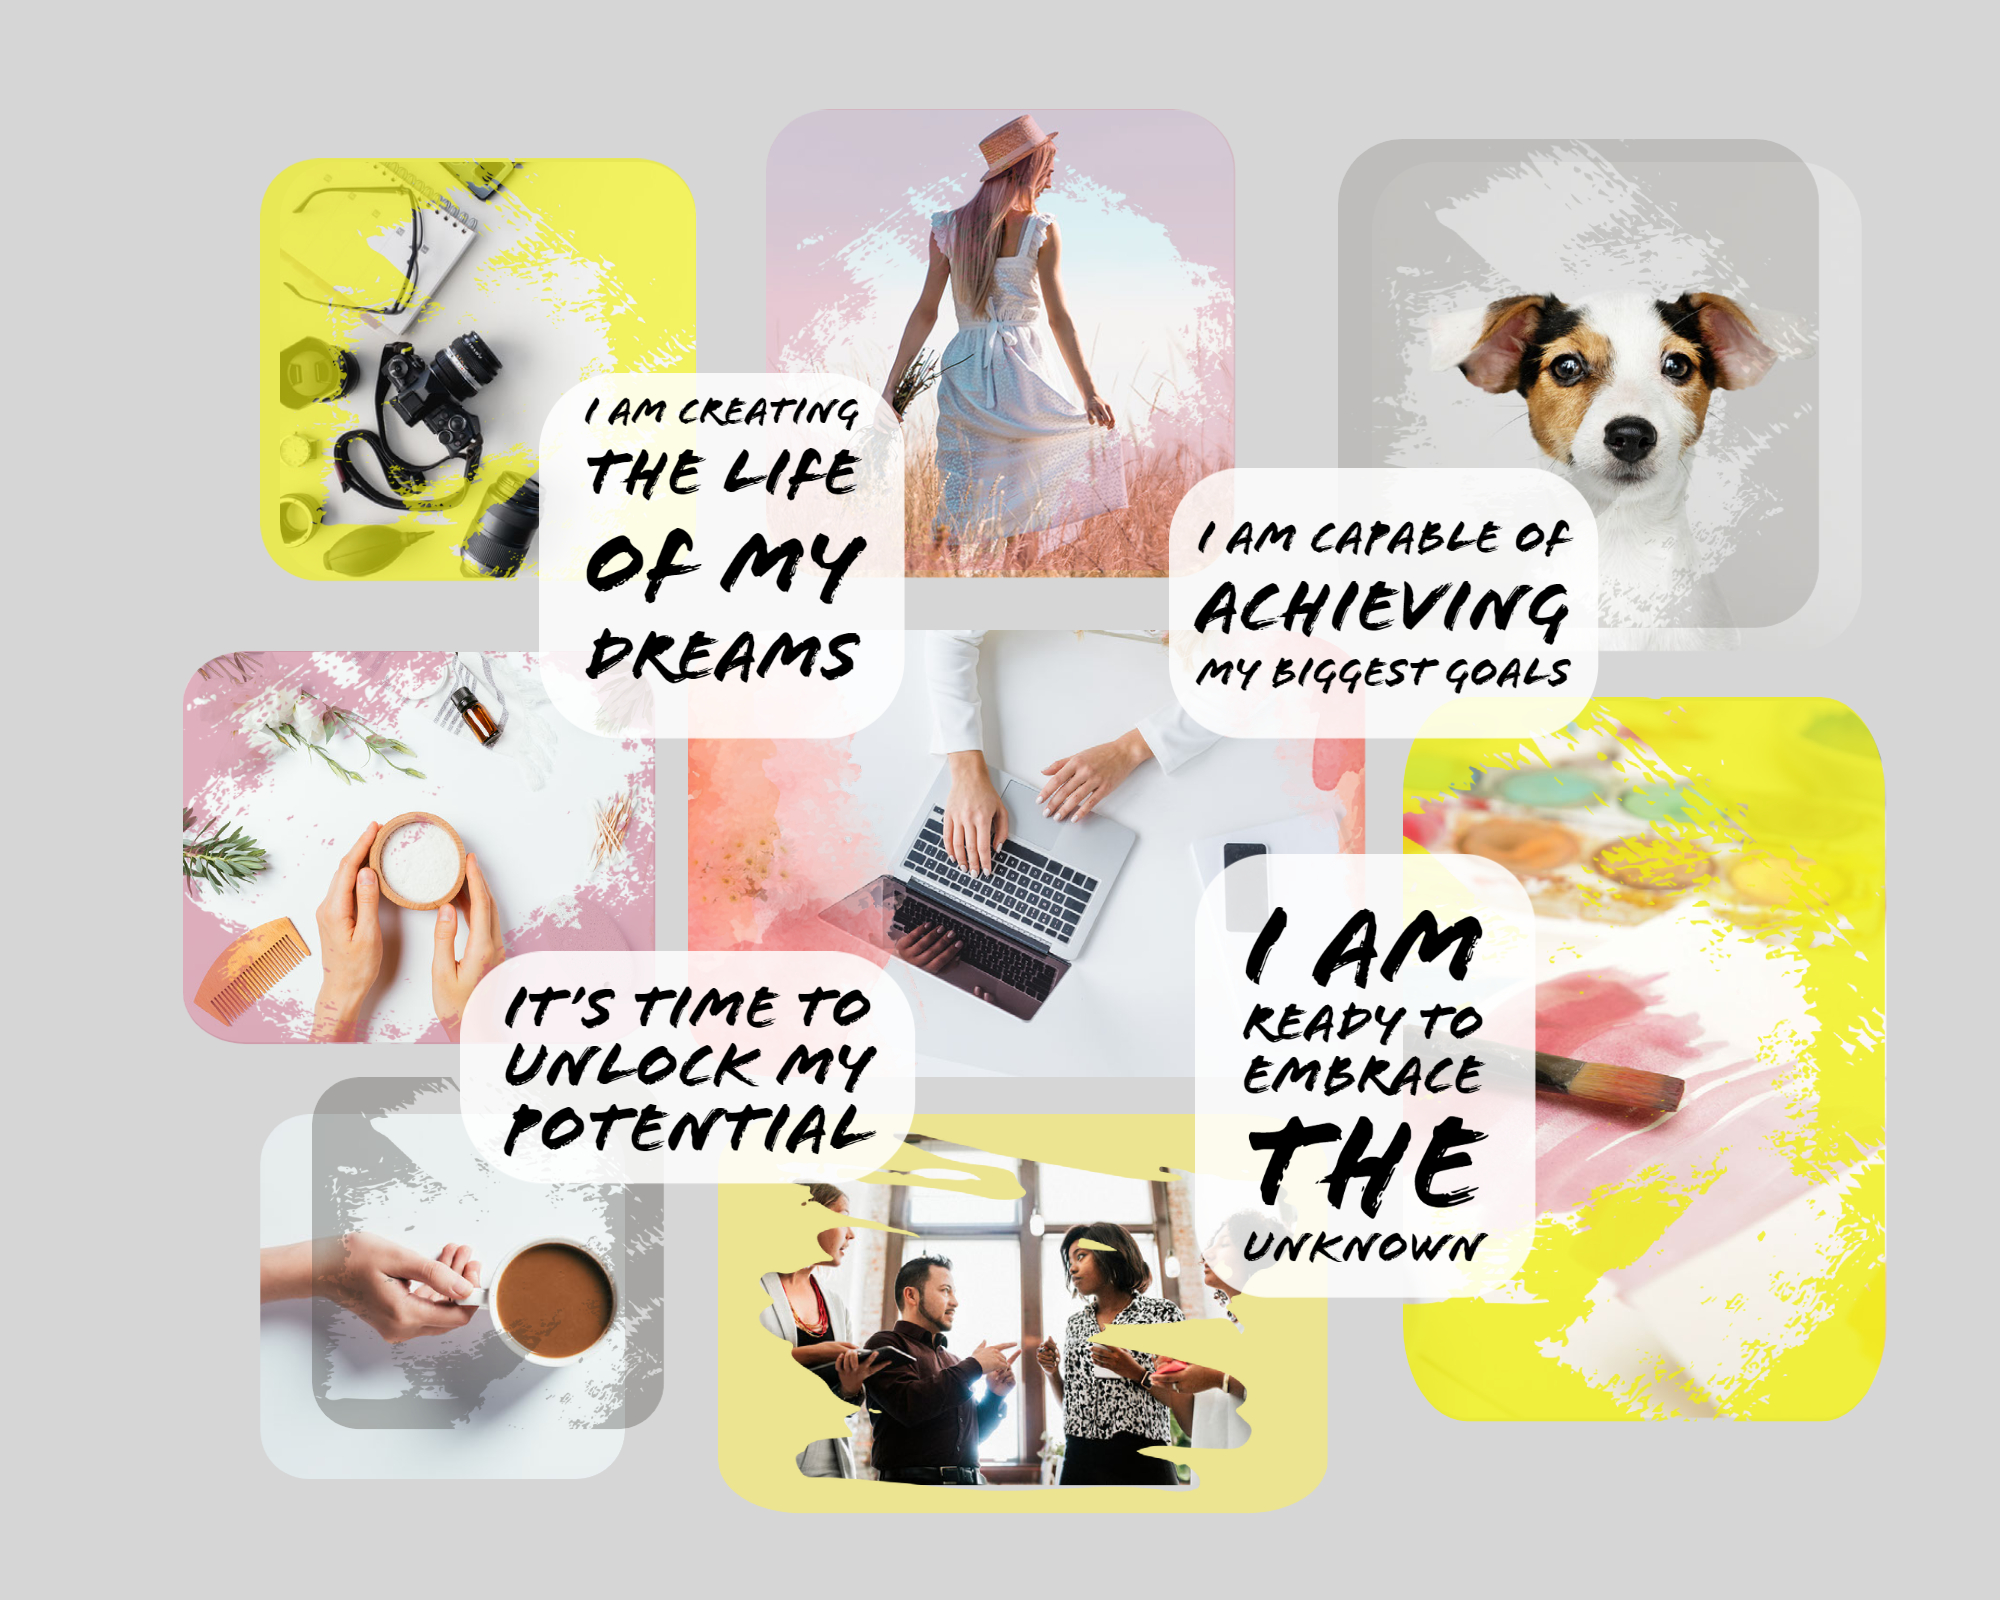 I AM CREATING
THE LIFE
OF MY
DREAMS
I AM CAPABLE OF
ACHIEVING
MY BIGGEST GOALS
IT'S TIME TO
UNLOCK MY
POTENTIAL
I AM
READY TO
EMBRACE
THE
UNKNOWN